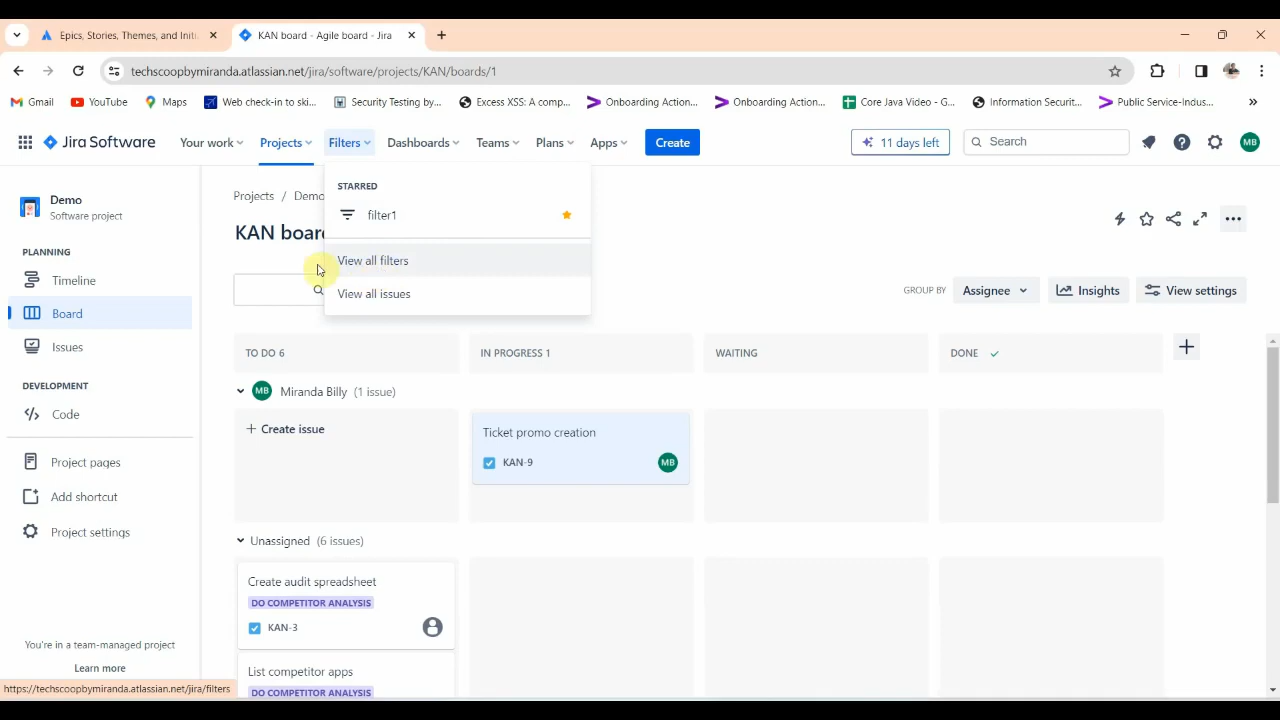 Epics, Stories, Themes, and Initi
KAN board - Agile board - Jira
techscoopbymiranda.atlassian.net/jira/software/projects/KAN/boards/1
Gmail
YouTube
Maps
Web check-in to ski...
Security Testing by...
Excess CSS: A comp...
Onboarding Action...
Onboarding Action...
Core Java Video - G...
Information Securit...
Public Service-Indus...
Jira Software
Your work
Projects
Filters
Dashboards
Teams
Plans
Apps
Create
11 days left
Search
MB
Demo
Software project
PLANNING
Timeline
Board
Issues
DEVELOPMENT
Code
Project pages
Add shortcut
Project settings
You're in a team-managed project
Learn more
https://techscoopbymiranda.atlassian.net/jira/filters
Projects / Demo
KAN board
STARRED
filter1
View all filters
View all issues
GROUP BY
Assignee
Insights
View settings
TO DO 6
IN PROGRESS 1
WAITING
DONE
MB Miranda Billy (1 issue)
+ Create issue
Ticket promo creation
KAN-9
MB
Unassigned (6 issues)
Create audit spreadsheet
DO COMPETITOR ANALYSIS
KAN-3
List competitor apps
DO COMPETITOR ANALYSIS